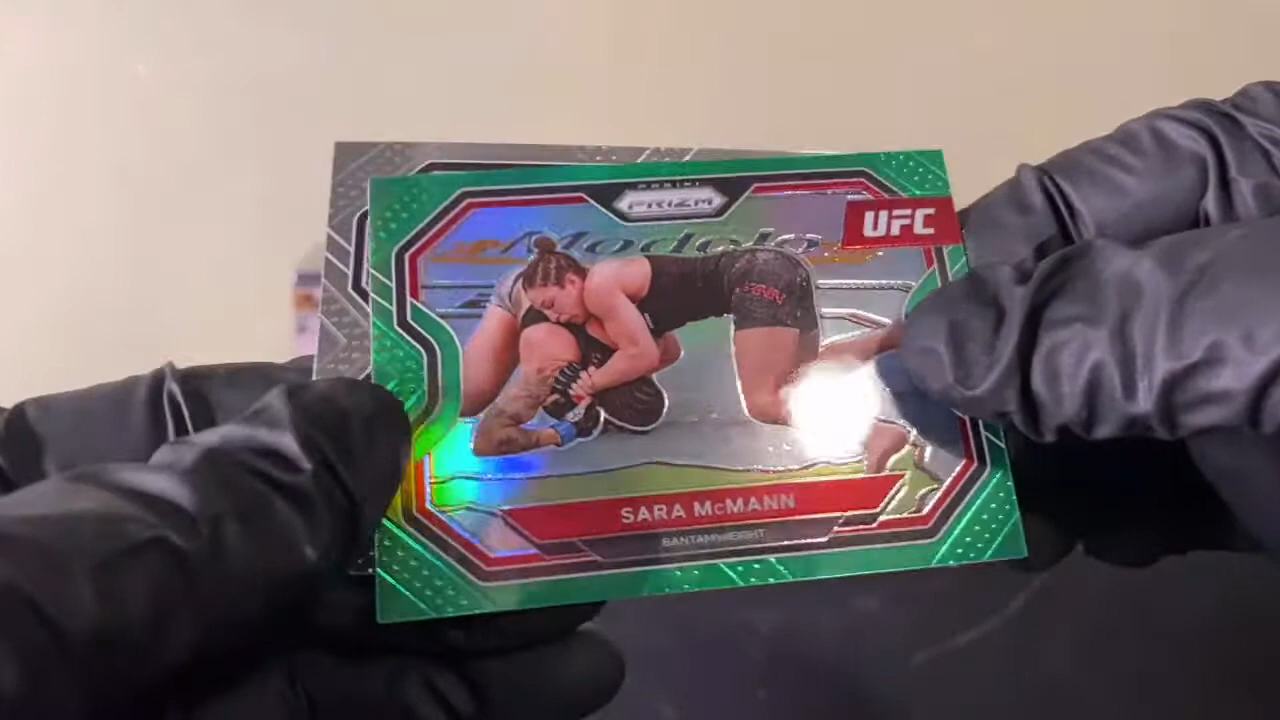 PANINI
PRIZM
UFC
Modelo
SARA McMANN
BANTAMWEIGHT